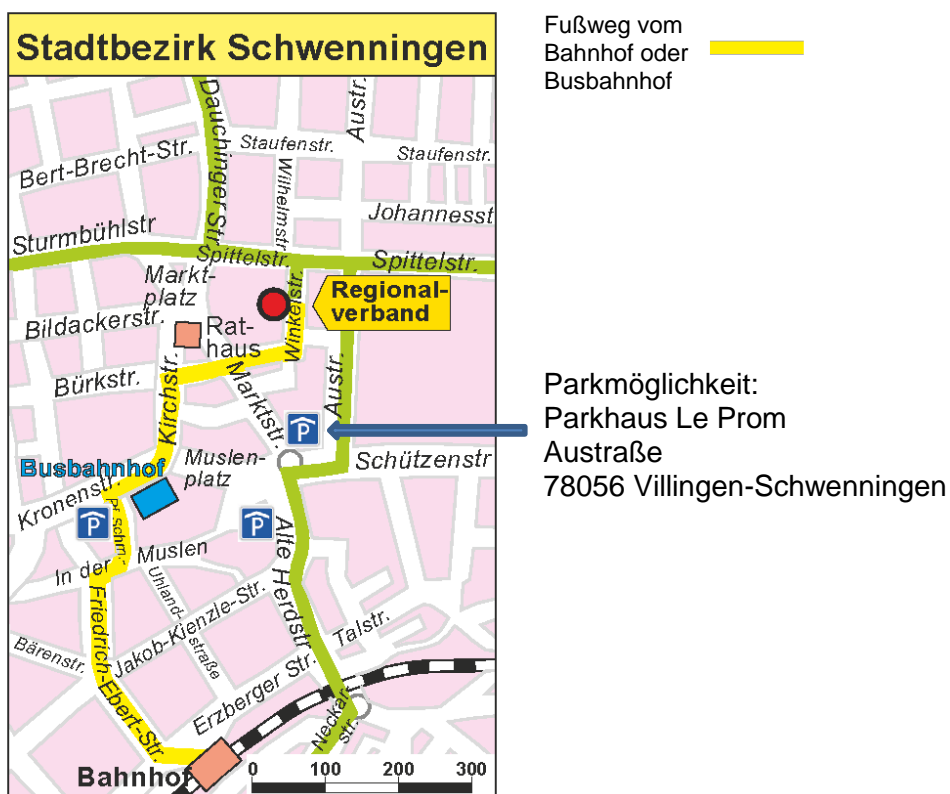 Stadtbezirk Schwenningen
Fußweg vom
Bahnhof oder
Busbahnhof
Dauchinger Str.
Austr.
Staufenstr.
Staufenstr.
Bert-Brecht-Str.
Wilhelmstr.
Johannesst
Sturmbühlstr
Spittelstr.
Spittelstr.
Markt-
platz
Regional-
verband
Bildackerstr.
Rat-
haus
Winkelstr.
Bürkstr.
Kirchstr.
Marktstr.
Austr.
Parkmöglichkeit:
Parkhaus Le Prom
Austraße
78056 Villingen-Schwenningen
P
Busbahnhof
Muslen-
platz
Schützenstr
Kronenstr.
P
Pr.Schm.-
P
In der Muslen
Alte Herdstr
Uhland-
straße
Friedrich-Ebert-Str.
Jakob-Kienzle-Str.
Talstr.
Bärenstr.
Erzberger Str.
Neckar
str.
Bahnhof
0 100 200 300